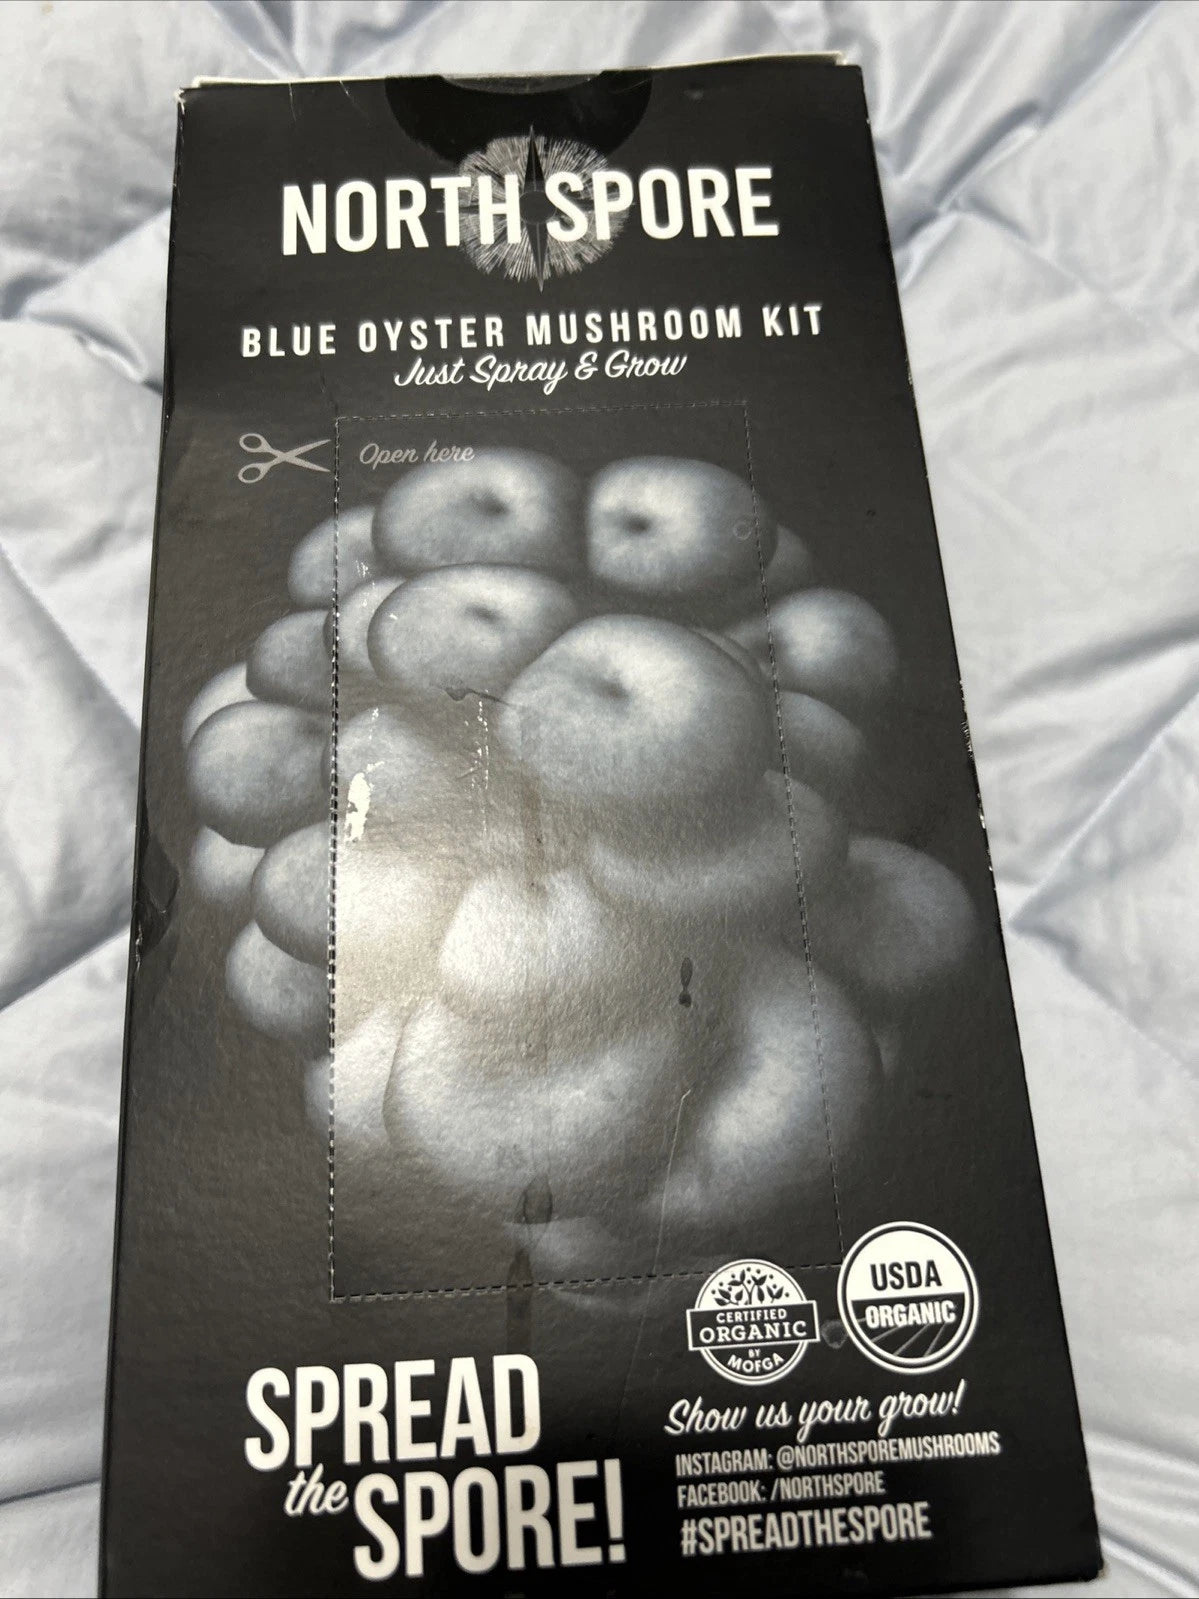 NORTH SPORE
BLUE OYSTER MUSHROOM KIT
Just Spray & Grow
Open here
CERTIFIED
ORGANIC
BY
MOFGA
USDA
ORGANIC
SPREAD
the SPORE!
Show us your grow!
INSTAGRAM: @NORTHSPOREMUSHROOMS
FACEBOOK: /NORTHSPORE
#SPREADTHESPORE